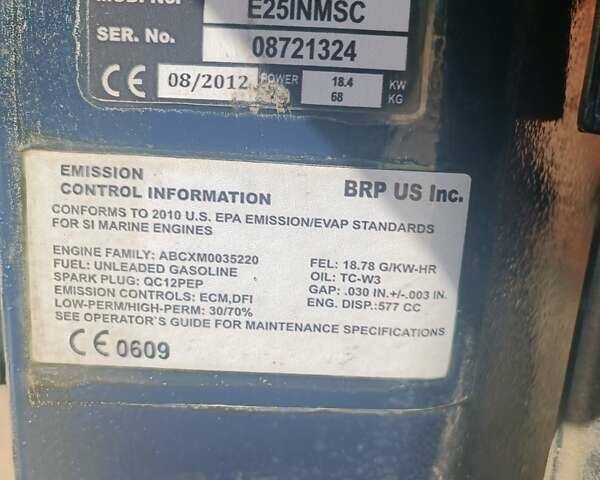 MODEL No. E25INMSC
SER. No. 08721324
CE 08/2012 POWER 18.4 KW
68 KG
EMISSION
CONTROL INFORMATION BRP US Inc.
CONFORMS TO 2010 U.S. EPA EMISSION/EVAP STANDARDS
FOR SI MARINE ENGINES
ENGINE FAMILY: ABCXM0035220 FEL: 18.78 G/KW-HR
FUEL: UNLEADED GASOLINE OIL: TC-W3
SPARK PLUG: QC12PEP GAP: .030 IN.+/-.003 IN.
EMISSION CONTROLS: ECM,DFI ENG. DISP.:577 CC
LOW-PERM/HIGH-PERM: 30/70%
SEE OPERATOR'S GUIDE FOR MAINTENANCE SPECIFICATIONS
CE 0609